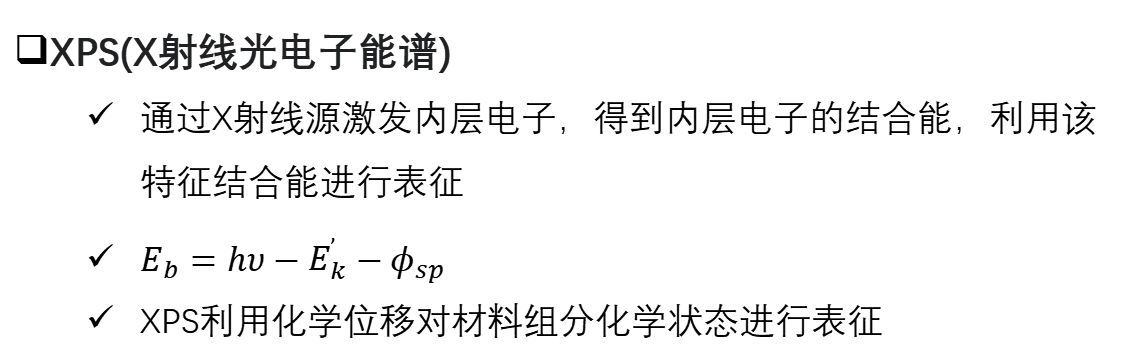 ❑XPS(X射线光电子能谱)
✓ 通过X射线源激发内层电子，得到内层电子的结合能，利用该
特征结合能进行表征
✓ E_b = hυ − E_k^' − ϕ_sp
✓ XPS利用化学位移对材料组分化学状态进行表征